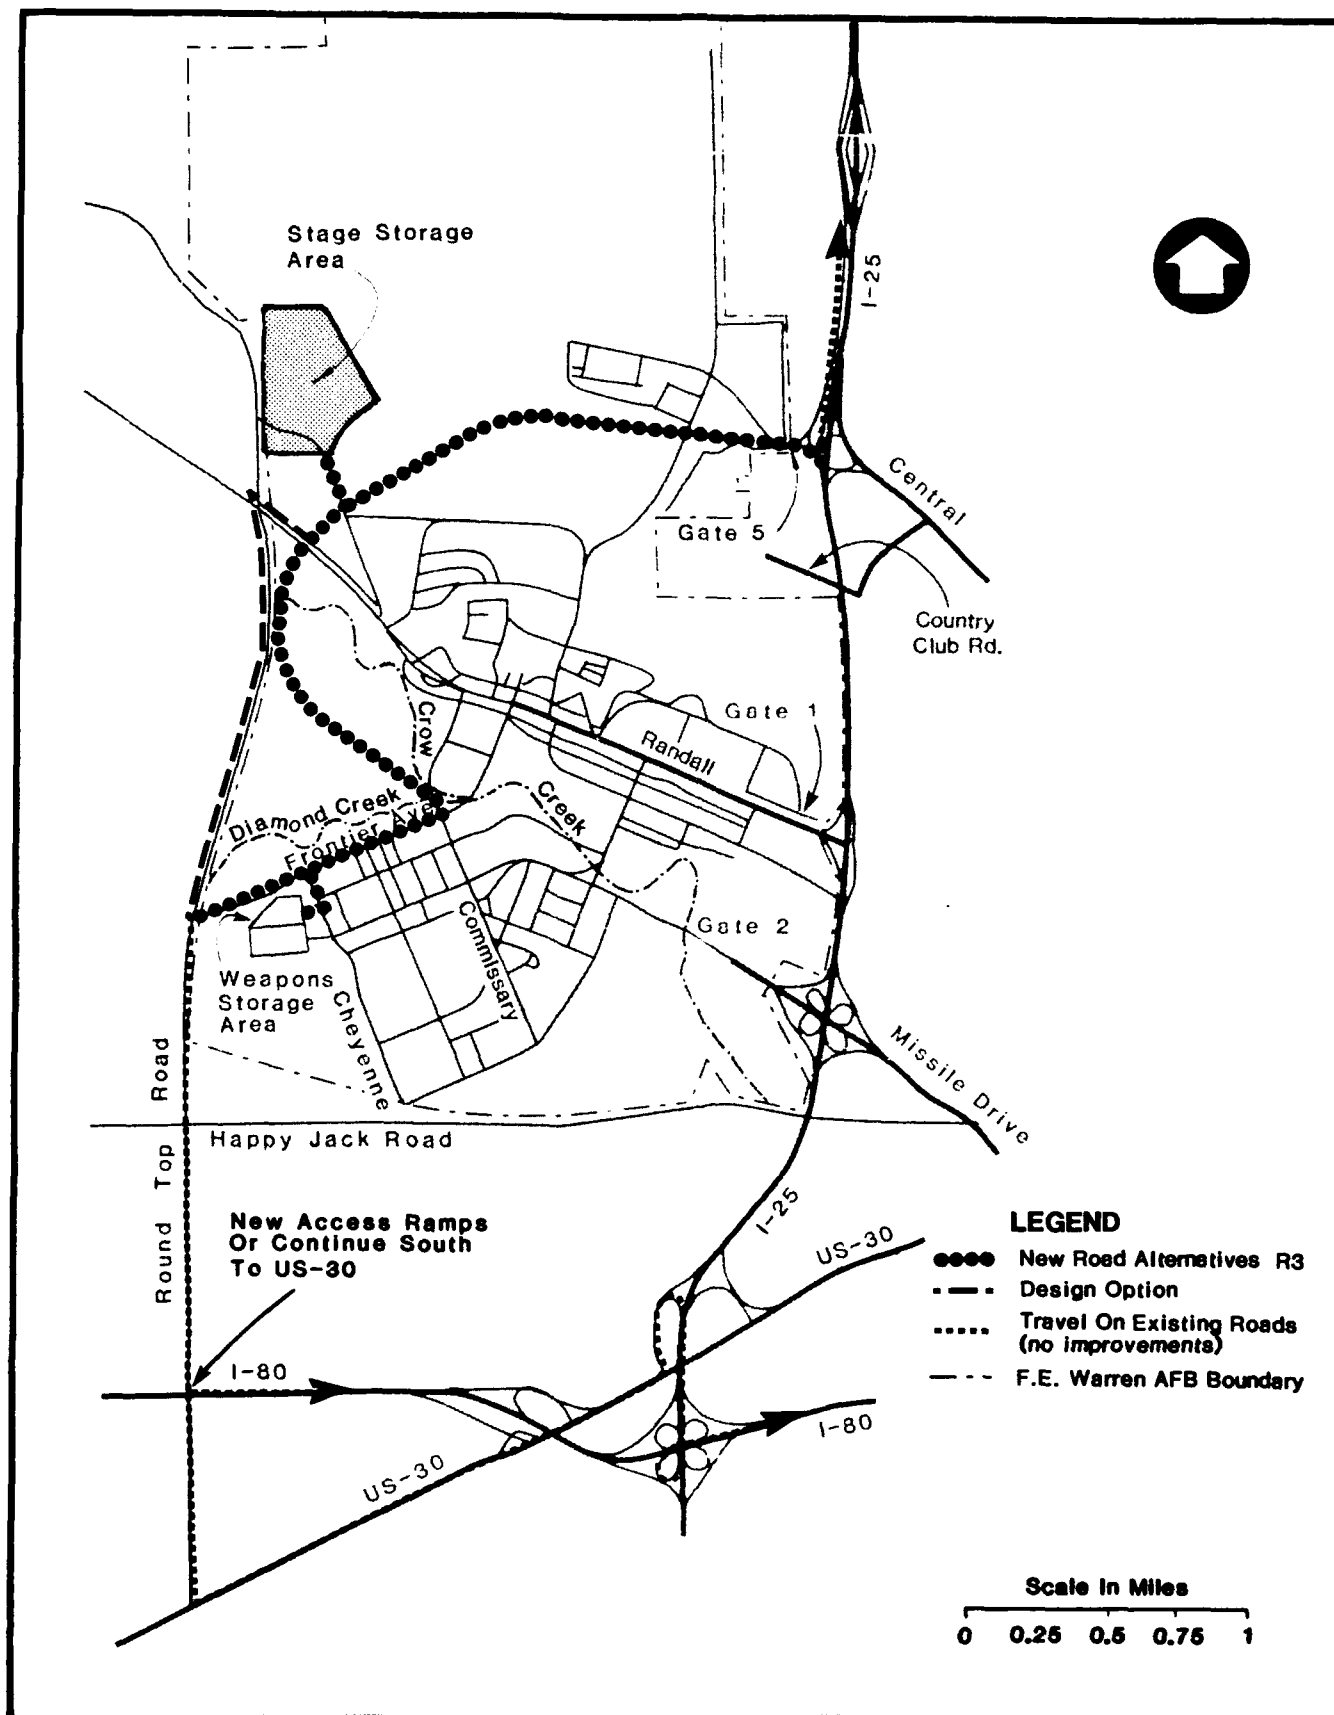 Stage Storage
Area
I-25
Central
Gate 5
Country
Club Rd.
Gate 1
Crow
Randall
Creek
Diamond Creek
Frontier Ave
Gate 2
Commissary
Weapons
Storage
Area
Cheyenne
Missile Drive
Round Top Road
Happy Jack Road
New Access Ramps
Or Continue South
To US-30
I-25
US-30
I-80
I-80
US-30
LEGEND
New Road Alternatives R3
Design Option
Travel On Existing Roads
(no improvements)
F.E. Warren AFB Boundary
Scale In Miles
0 0.25 0.5 0.75 1